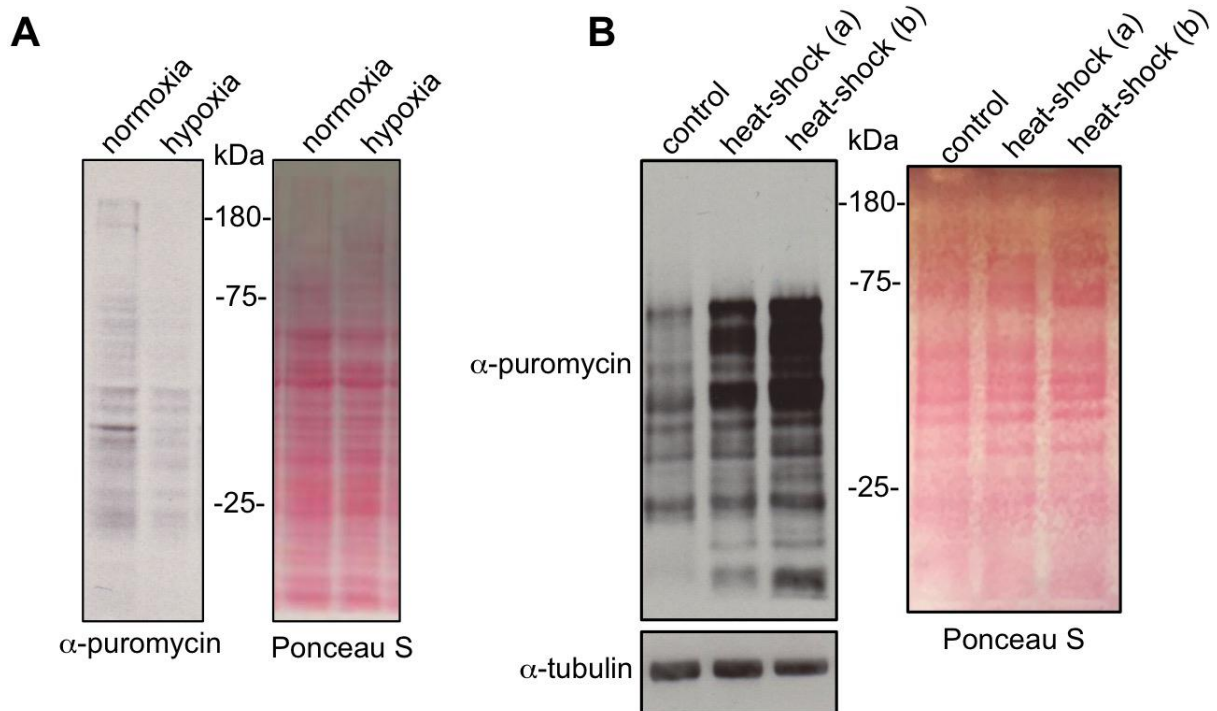 A
normoxia
hypoxia
normoxia
hypoxia
kDa
-180-
-75-
-25-
α-puromycin
Ponceau S
B
control
heat-shock (a)
heat-shock (b)
kDa
control
heat-shock (a)
heat-shock (b)
-180-
-75-
-25-
α-puromycin
α-tubulin
Ponceau S